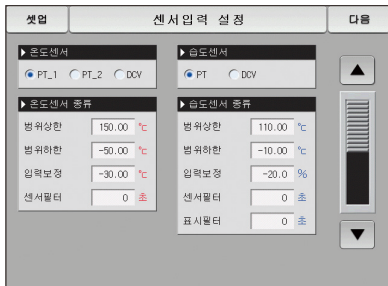 셋업 센서입력 설정 다음
▶ 온도센서
PT_1 PT_2 DCV
▶ 온도센서 종류
범위상한 150.00 ℃
범위하한 -50.00 ℃
입력보정 -30.00 ℃
센서필터 0 초
▶ 습도센서
PT DCV
▶ 습도센서 종류
범위상한 110.00 ℃
범위하한 -10.00 ℃
입력보정 -20.0 %
센서필터 0 초
표시필터 0 초